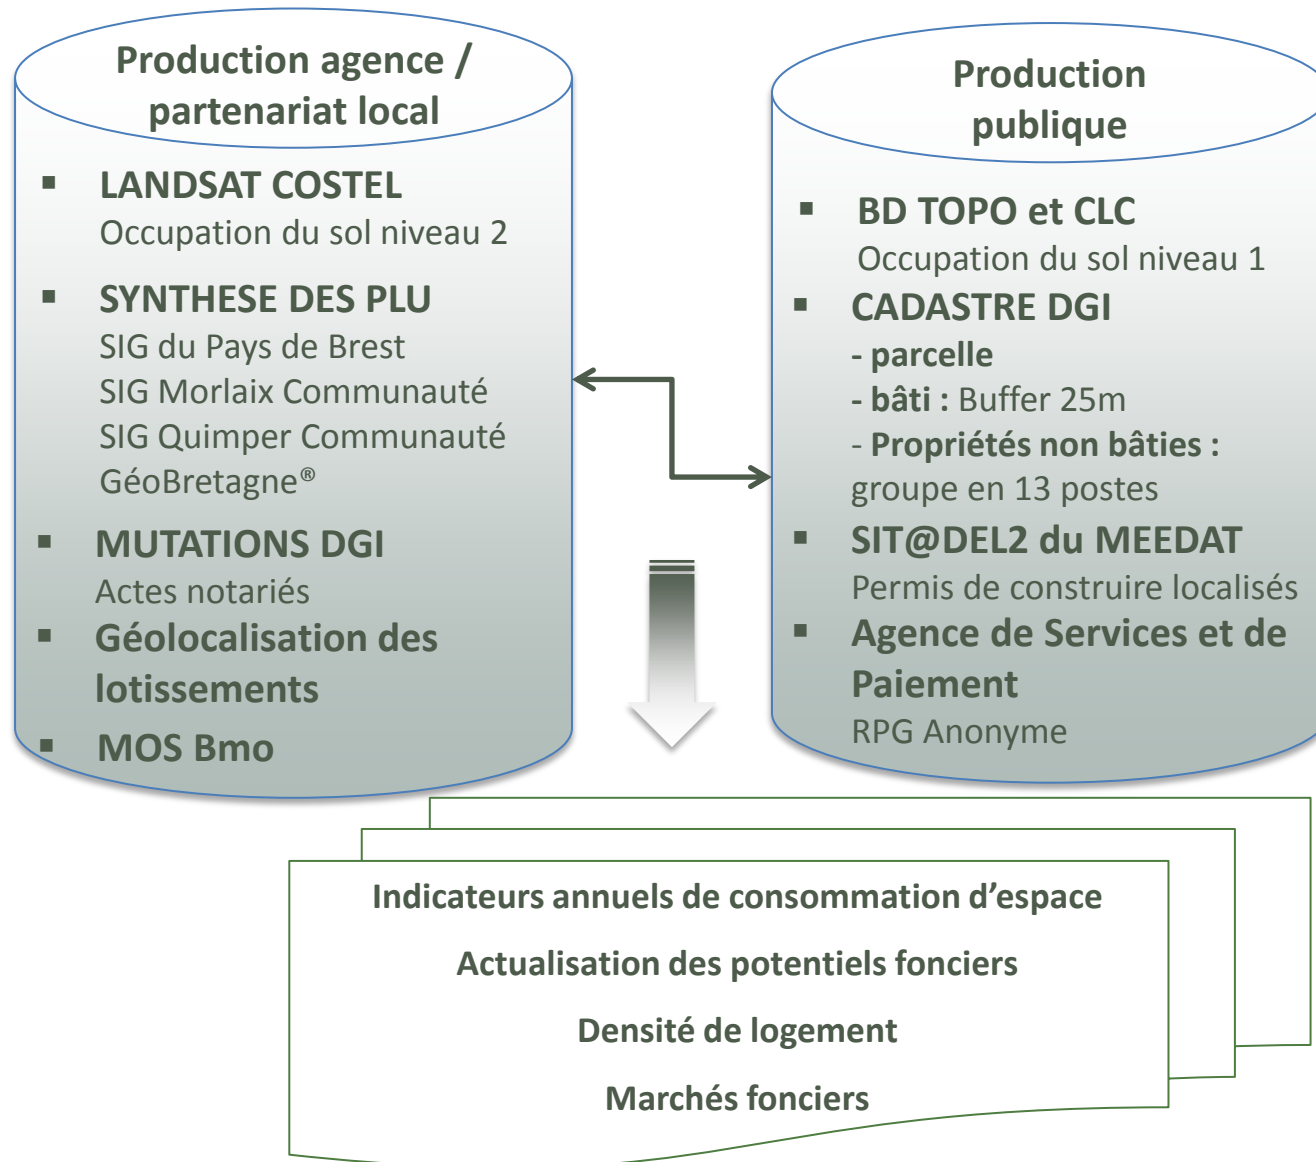 Production agence /
partenariat local
▪ LANDSAT COSTEL
Occupation du sol niveau 2
▪ SYNTHESE DES PLU
SIG du Pays de Brest
SIG Morlaix Communauté
SIG Quimper Communauté
GéoBretagne®
▪ MUTATIONS DGI
Actes notariés
▪ Géolocalisation des
lotissements
▪ MOS Bmo
Production
publique
▪ BD TOPO et CLC
Occupation du sol niveau 1
▪ CADASTRE DGI
- parcelle
- bâti : Buffer 25m
- Propriétés non bâties :
groupe en 13 postes
▪ SIT@DEL2 du MEEDAT
Permis de construire localisés
▪ Agence de Services et de
Paiement
RPG Anonyme
Indicateurs annuels de consommation d’espace
Actualisation des potentiels fonciers
Densité de logement
Marchés fonciers